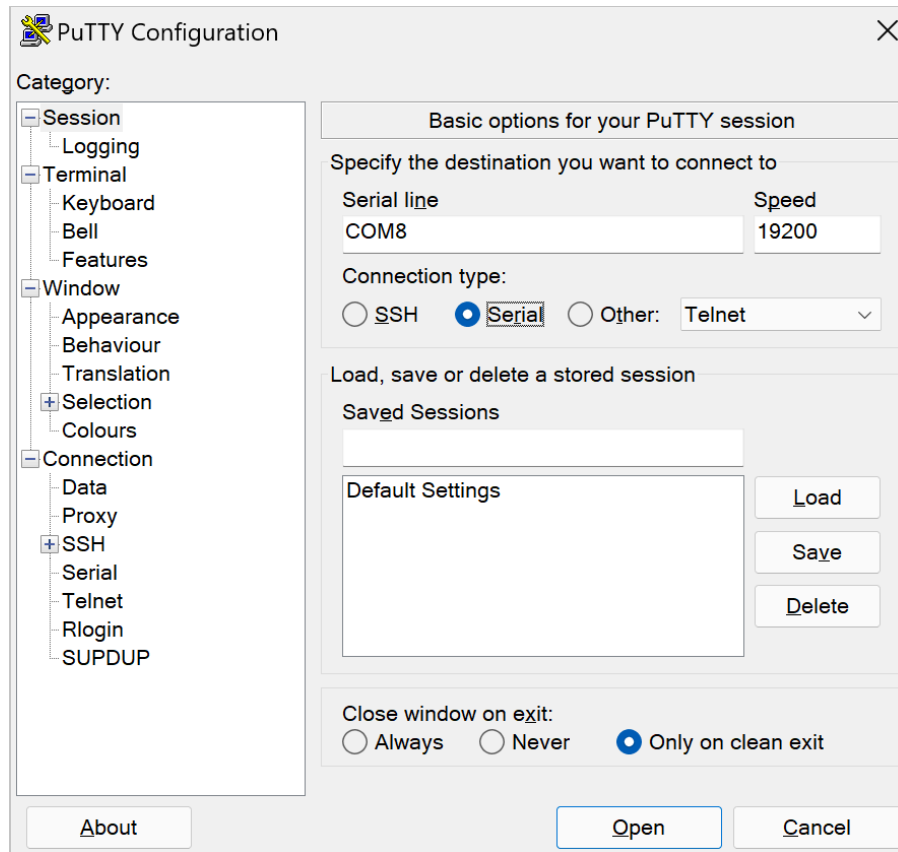 PuTTY Configuration
Category:
Session
Logging
Terminal
Keyboard
Bell
Features
Window
Appearance
Behaviour
Translation
Selection
Colours
Connection
Data
Proxy
SSH
Serial
Telnet
Rlogin
SUPDUP
Basic options for your PuTTY session
Specify the destination you want to connect to
Serial line Speed
COM8 19200
Connection type:
SSH Serial Other: Telnet
Load, save or delete a stored session
Saved Sessions
Default Settings
Load
Save
Delete
Close window on exit:
Always Never Only on clean exit
About Open Cancel